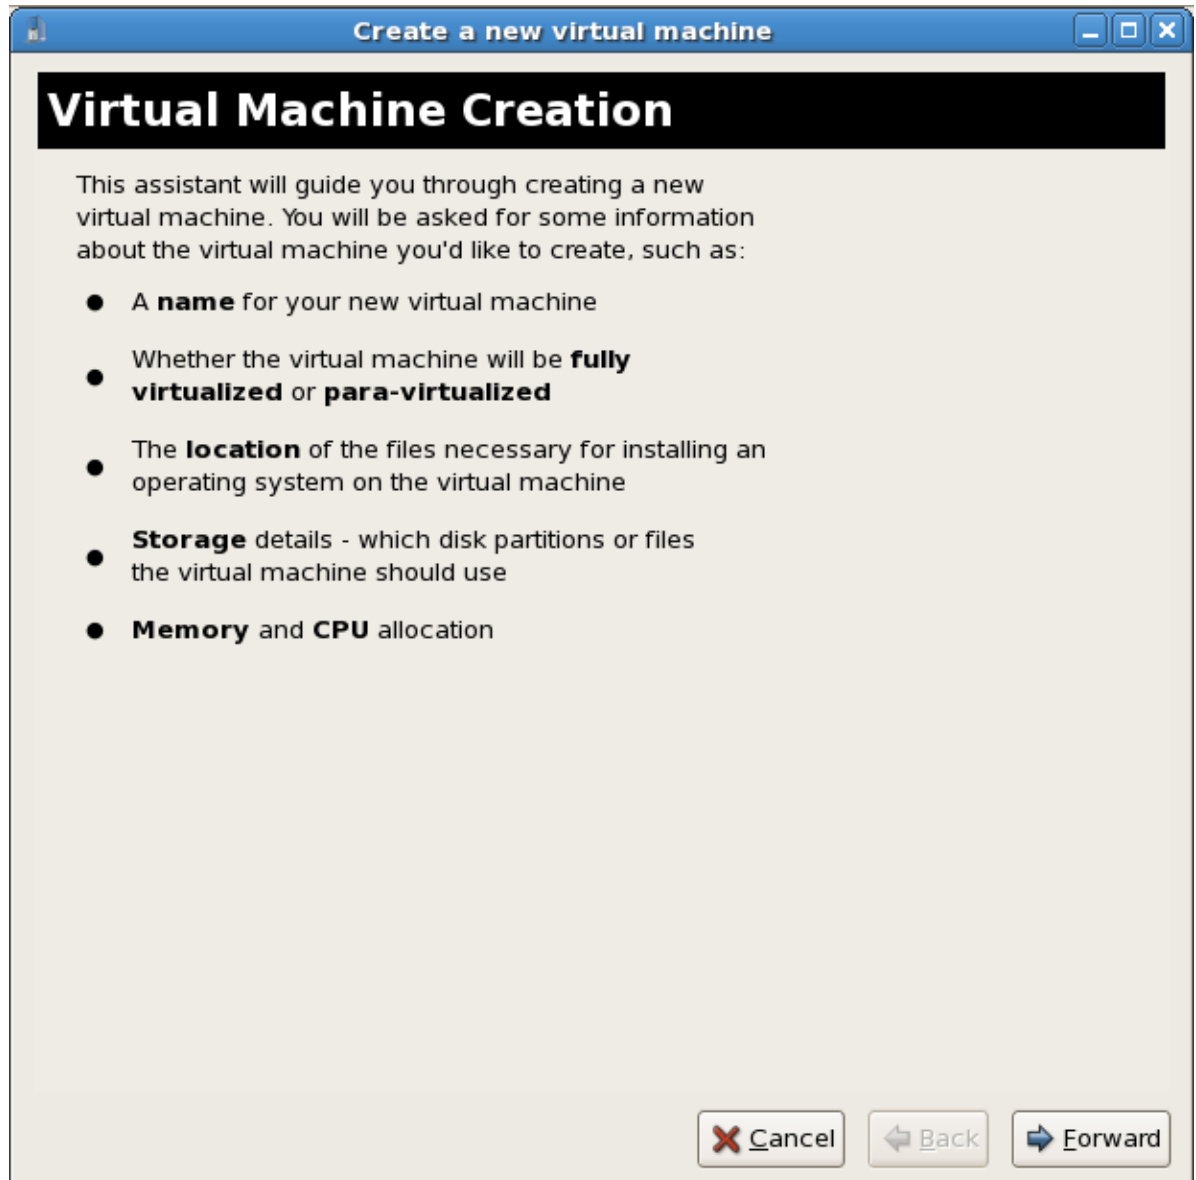 Create a new virtual machine
Virtual Machine Creation
This assistant will guide you through creating a new
virtual machine. You will be asked for some information
about the virtual machine you'd like to create, such as:
● A name for your new virtual machine
● Whether the virtual machine will be fully
virtualized or para-virtualized
● The location of the files necessary for installing an
operating system on the virtual machine
● Storage details - which disk partitions or files
the virtual machine should use
● Memory and CPU allocation
Cancel Back Forward